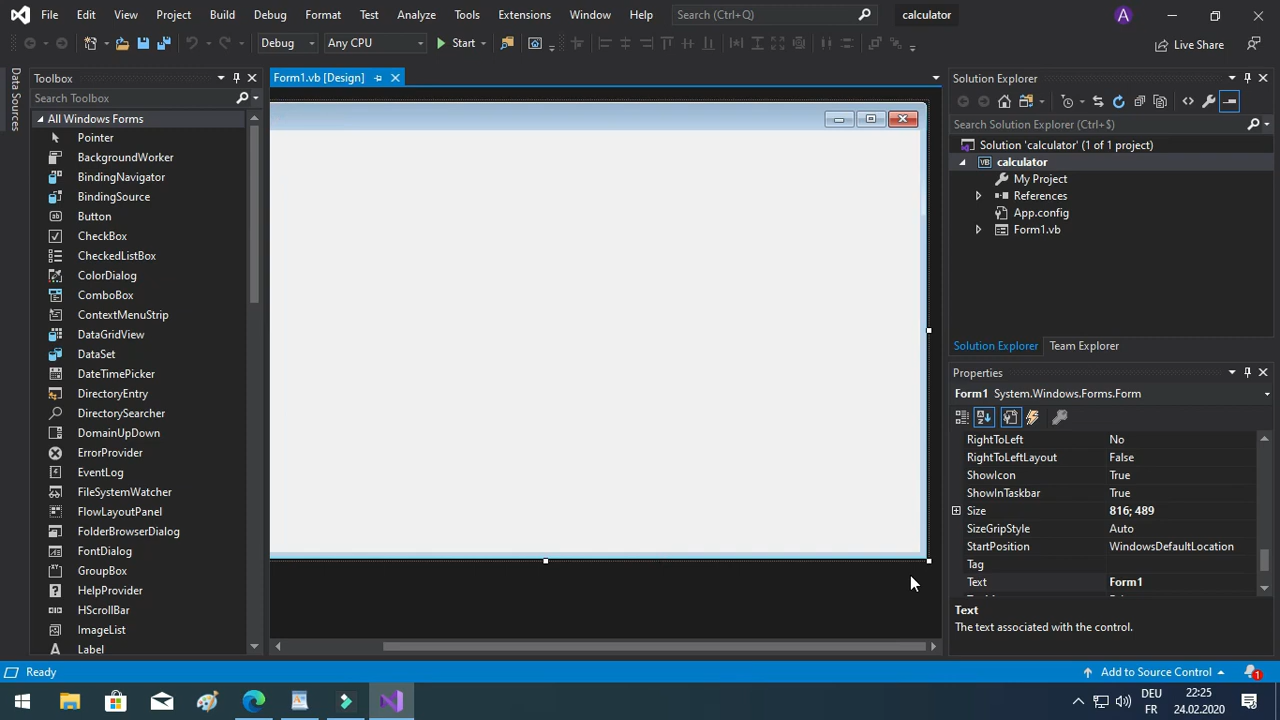 File Edit View Project Build Debug Format Test Analyze Tools Extensions Window Help Search (Ctrl+Q) calculator A
Debug Any CPU Start Live Share
Data Sources
Toolbox
Search Toolbox
All Windows Forms
Pointer
BackgroundWorker
BindingNavigator
BindingSource
Button
CheckBox
CheckedListBox
ColorDialog
ComboBox
ContextMenuStrip
DataGridView
DataSet
DateTimePicker
DirectoryEntry
DirectorySearcher
DomainUpDown
ErrorProvider
EventLog
FileSystemWatcher
FlowLayoutPanel
FolderBrowserDialog
FontDialog
GroupBox
HelpProvider
HScrollBar
ImageList
Label
Form1.vb [Design]
Solution Explorer
Search Solution Explorer (Ctrl+$)
Solution 'calculator' (1 of 1 project)
VB calculator
My Project
References
App.config
Form1.vb
Solution Explorer Team Explorer
Properties
Form1 System.Windows.Forms.Form
RightToLeft No
RightToLeftLayout False
ShowIcon True
ShowInTaskbar True
Size 816; 489
SizeGripStyle Auto
StartPosition WindowsDefaultLocation
Tag
Text Form1
Text
The text associated with the control.
Ready Add to Source Control 1
DEU 22:25
FR 24.02.2020